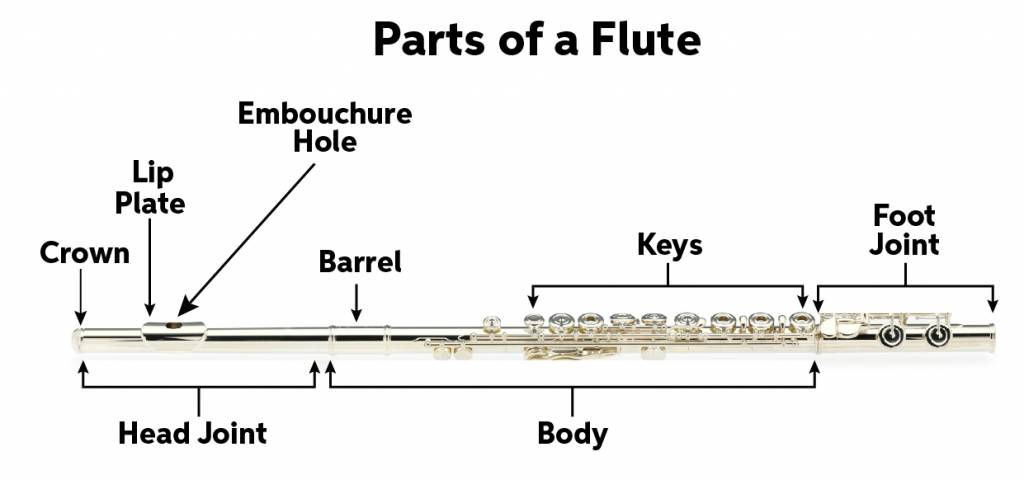 Parts of a Flute
Embouchure
Hole
Lip
Plate
Crown
Barrel
Keys
Foot
Joint
Head Joint
Body